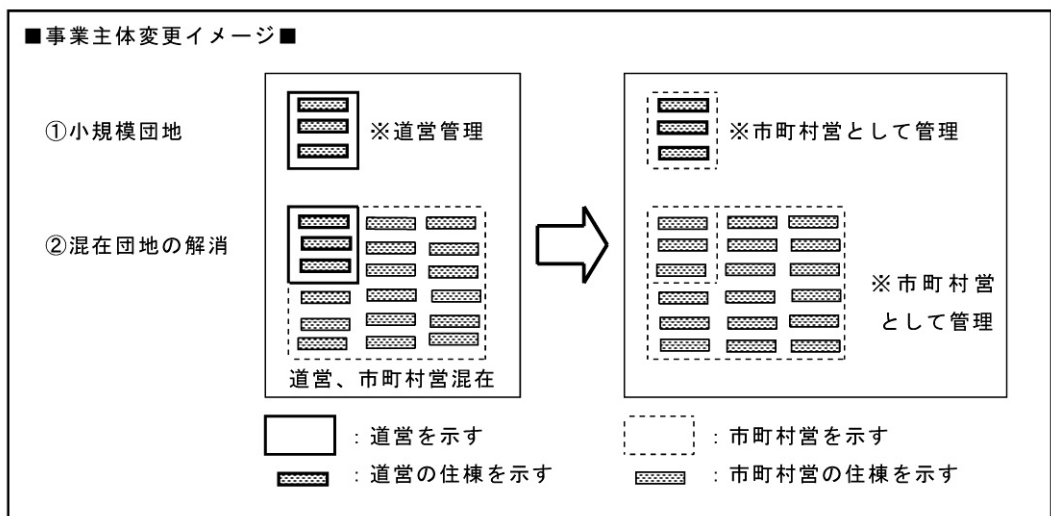 ■事業主体変更イメージ■
①小規模団地
※道営管理
※市町村営として管理
②混在団地の解消
※市町村営
として管理
道営、市町村営混在
：道営を示す
：市町村営を示す
：道営の住棟を示す
：市町村営の住棟を示す